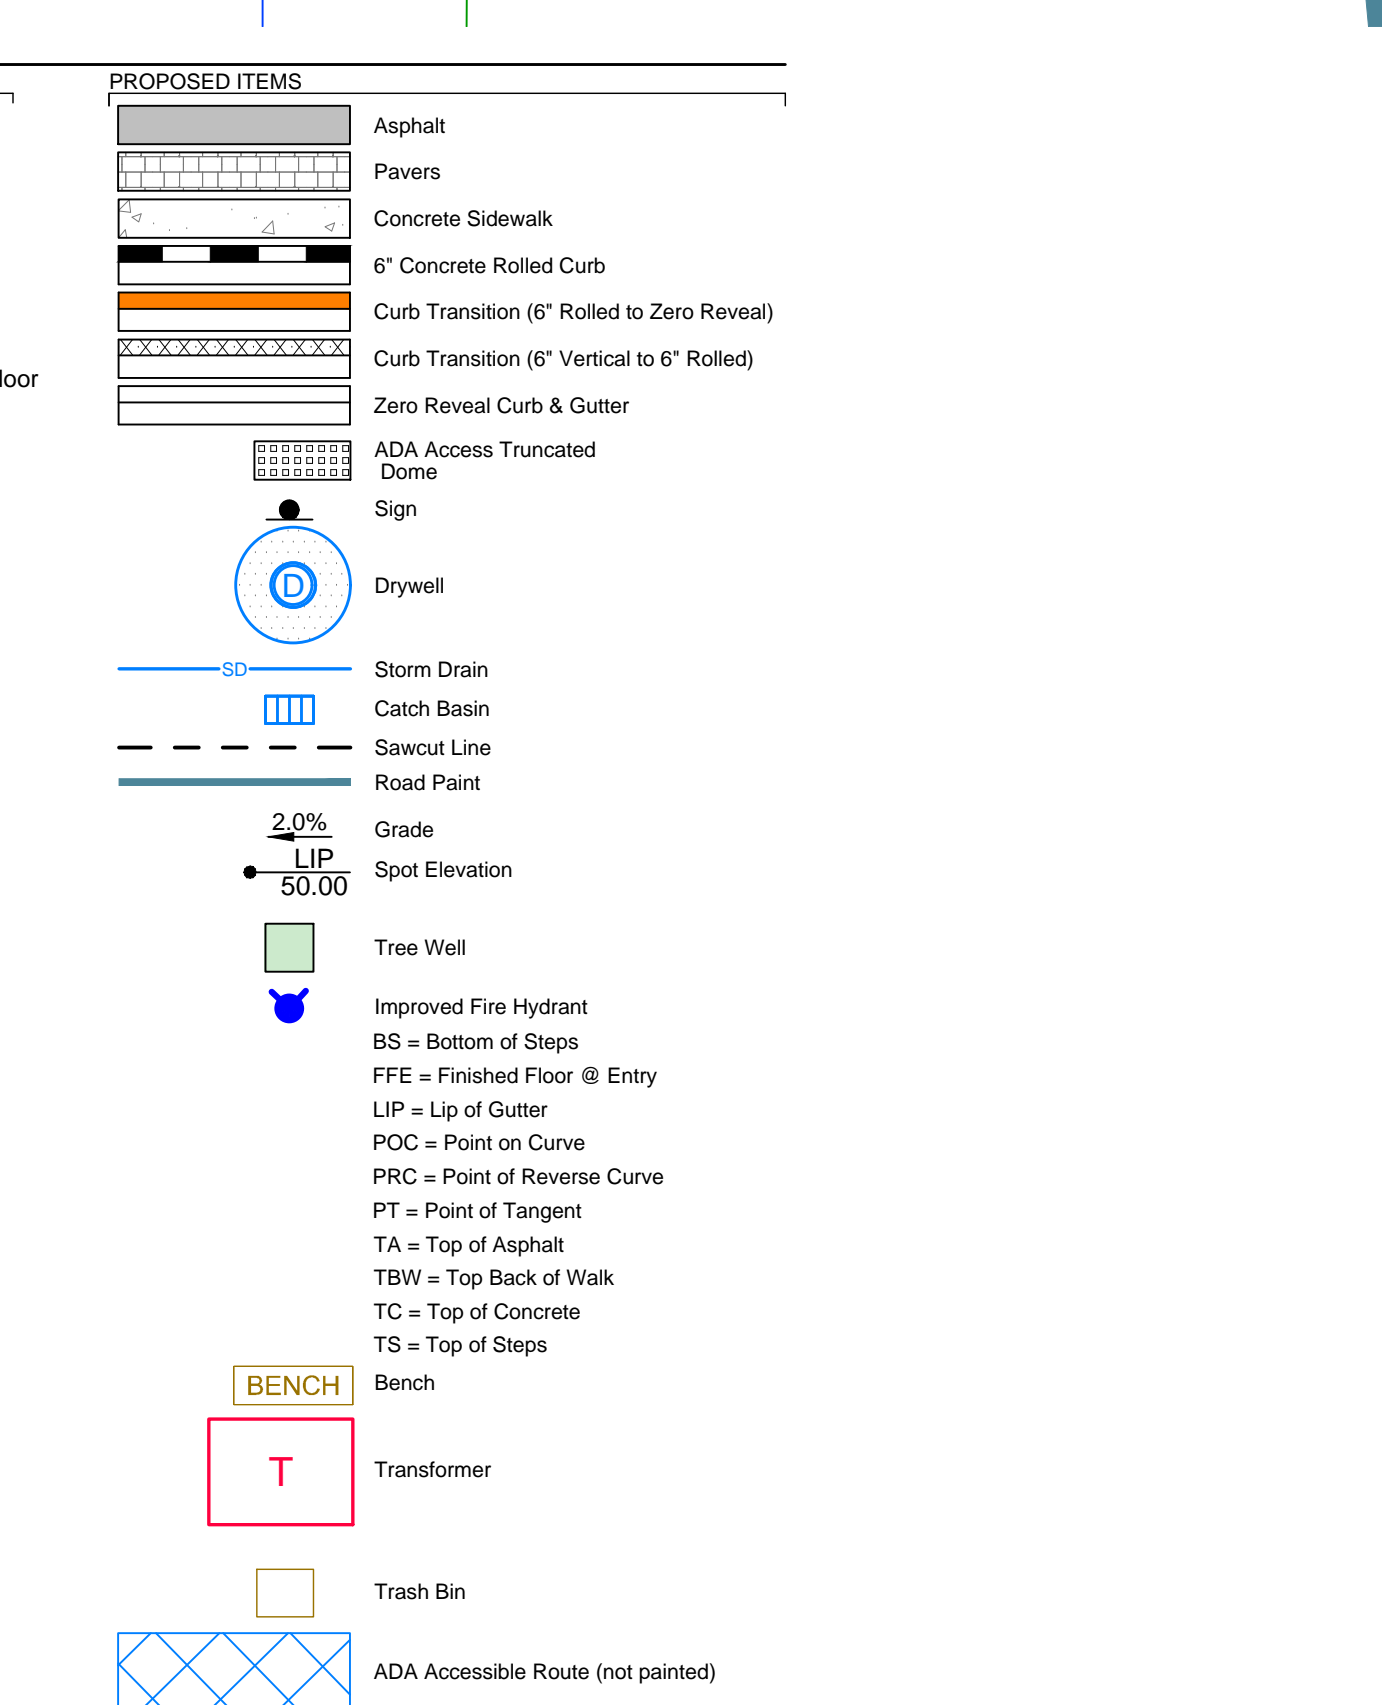 PROPOSED ITEMS
Asphalt
Pavers
Concrete Sidewalk
6" Concrete Rolled Curb
Curb Transition (6" Rolled to Zero Reveal)
Curb Transition (6" Vertical to 6" Rolled)
loor
Zero Reveal Curb & Gutter
ADA Access Truncated
Dome
Sign
D Drywell
SD Storm Drain
Catch Basin
Sawcut Line
Road Paint
2.0% Grade
LIP
50.00
Spot Elevation
Tree Well
Improved Fire Hydrant
BS = Bottom of Steps
FFE = Finished Floor @ Entry
LIP = Lip of Gutter
POC = Point on Curve
PRC = Point of Reverse Curve
PT = Point of Tangent
TA = Top of Asphalt
TBW = Top Back of Walk
TC = Top of Concrete
TS = Top of Steps
BENCH Bench
T Transformer
Trash Bin
ADA Accessible Route (not painted)